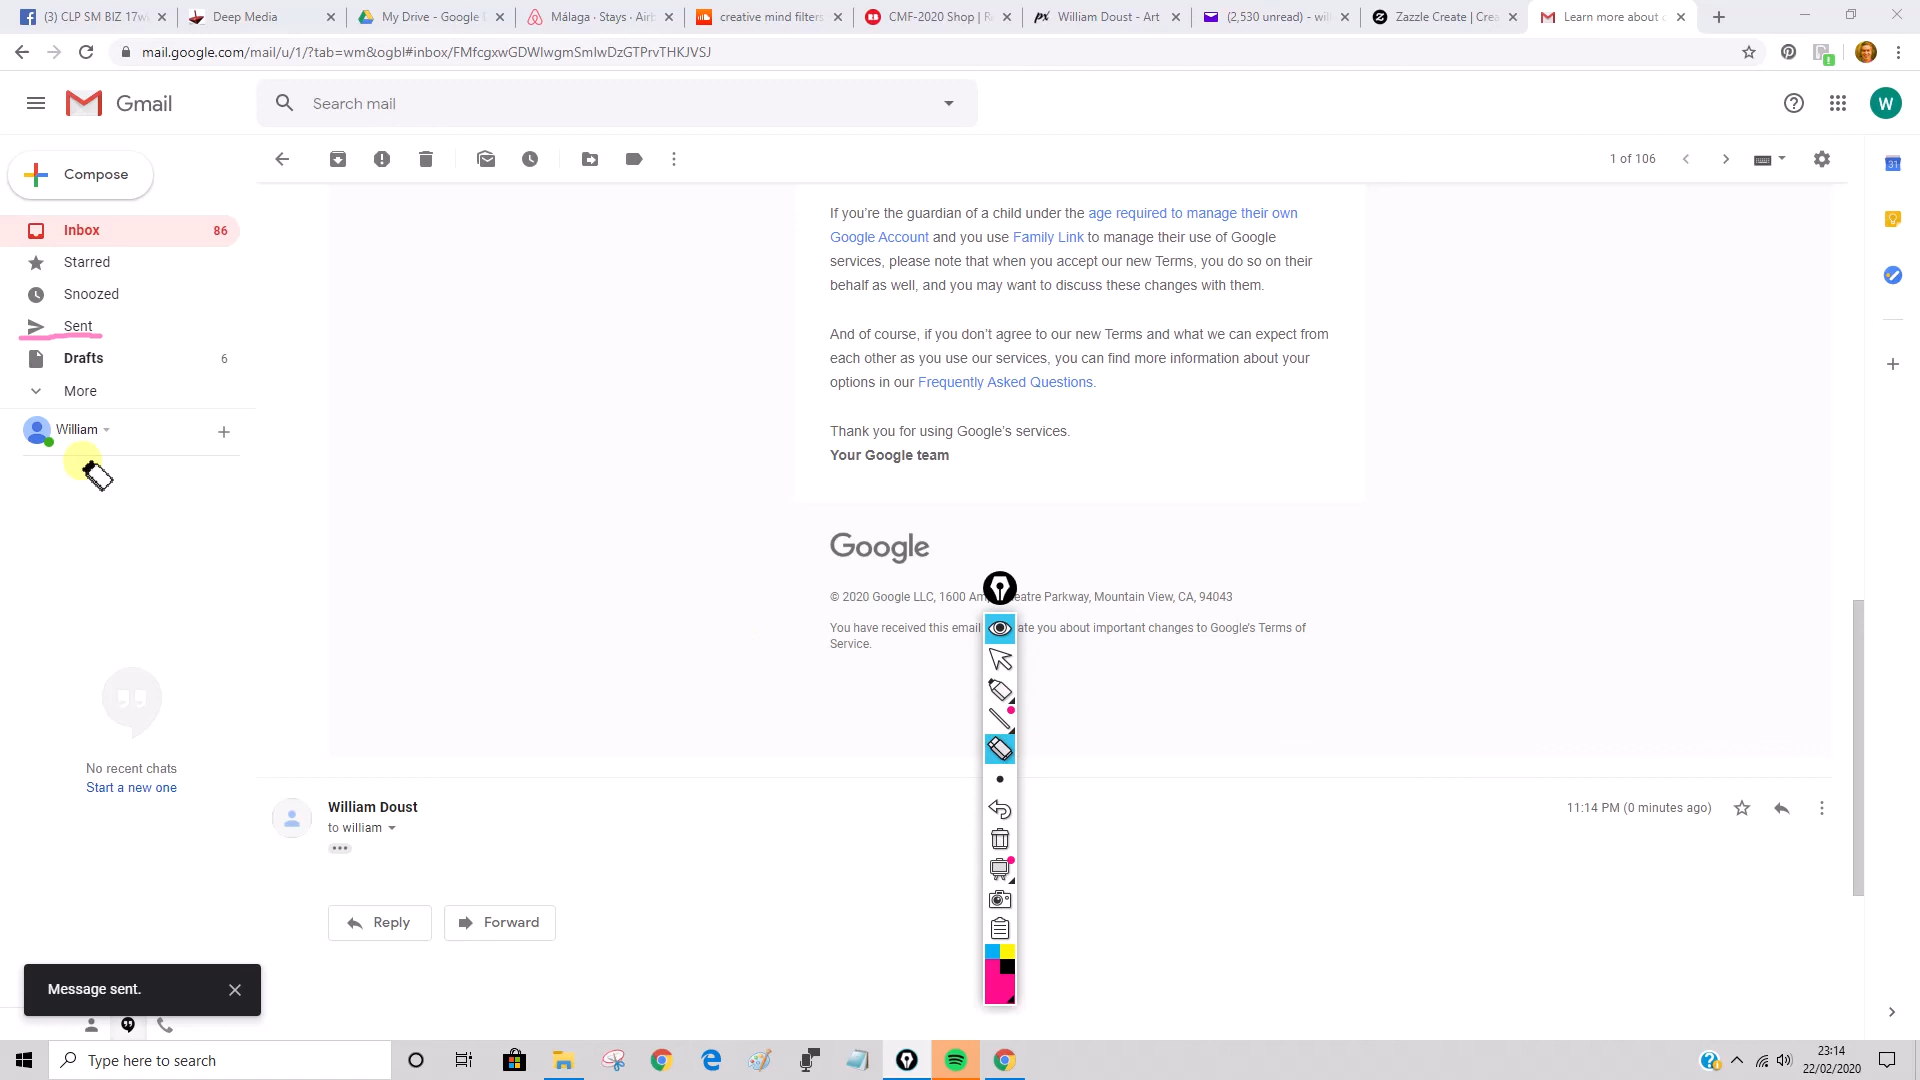 (3) CLP SM BIZ 17w
Deep Media
My Drive - Google D
Málaga · Stays · Airb
creative mind filters
CMF-2020 Shop | Re
William Doust - Art
(2,530 unread) - will
Zazzle Create | Crea
Learn more about o
mail.google.com/mail/u/1/?tab=wm&ogbl#inbox/FMfcgxwGDWlwgmSmlwDzGTPrvTHKJVSJ
Gmail
Search mail
W
Compose
1 of 106
31
Inbox 86
Starred
Snoozed
Sent
Drafts 6
More
William
If you're the guardian of a child under the age required to manage their own
Google Account and you use Family Link to manage their use of Google
services, please note that when you accept our new Terms, you do so on their
behalf as well, and you may want to discuss these changes with them.
And of course, if you don't agree to our new Terms and what we can expect from
each other as you use our services, you can find more information about your
options in our Frequently Asked Questions.
Thank you for using Google's services.
Your Google team
Google
© 2020 Google LLC, 1600 Am eatre Parkway, Mountain View, CA, 94043
You have received this email ate you about important changes to Google's Terms of
Service.
No recent chats
Start a new one
William Doust
to william
11:14 PM (0 minutes ago)
Reply
Forward
Message sent.
Type here to search
23:14
22/02/2020